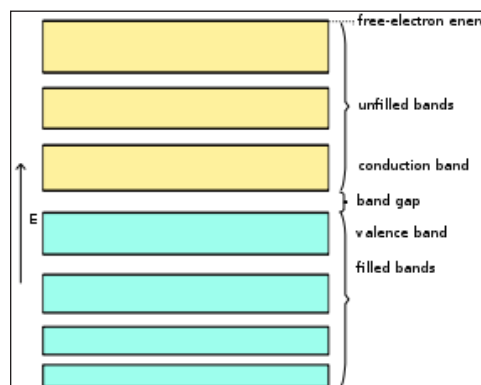 free-electron ener
unfilled bands
conduction band
band gap
E
valence band
filled bands